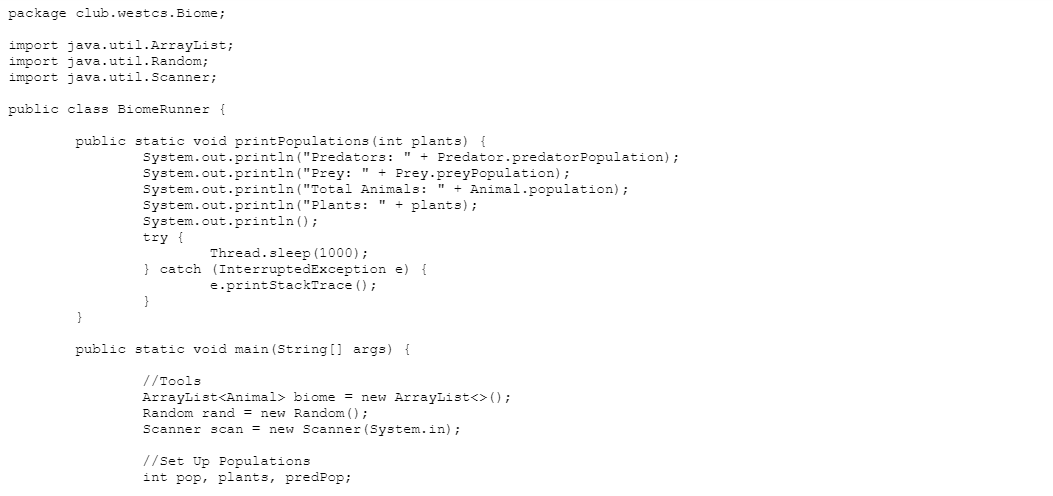 package club.westcs.Biome;

import java.util.ArrayList;
import java.util.Random;
import java.util.Scanner;

public class BiomeRunner {

        public static void printPopulations(int plants) {
                System.out.println("Predators: " + Predator.predatorPopulation);
                System.out.println("Prey: " + Prey.preyPopulation);
                System.out.println("Total Animals: " + Animal.population);
                System.out.println("Plants: " + plants);
                System.out.println();
                try {
                        Thread.sleep(1000);
                } catch (InterruptedException e) {
                        e.printStackTrace();
                }
        }

        public static void main(String[] args) {

                //Tools
                ArrayList<Animal> biome = new ArrayList<>();
                Random rand = new Random();
                Scanner scan = new Scanner(System.in);

                //Set Up Populations
                int pop, plants, predPop;